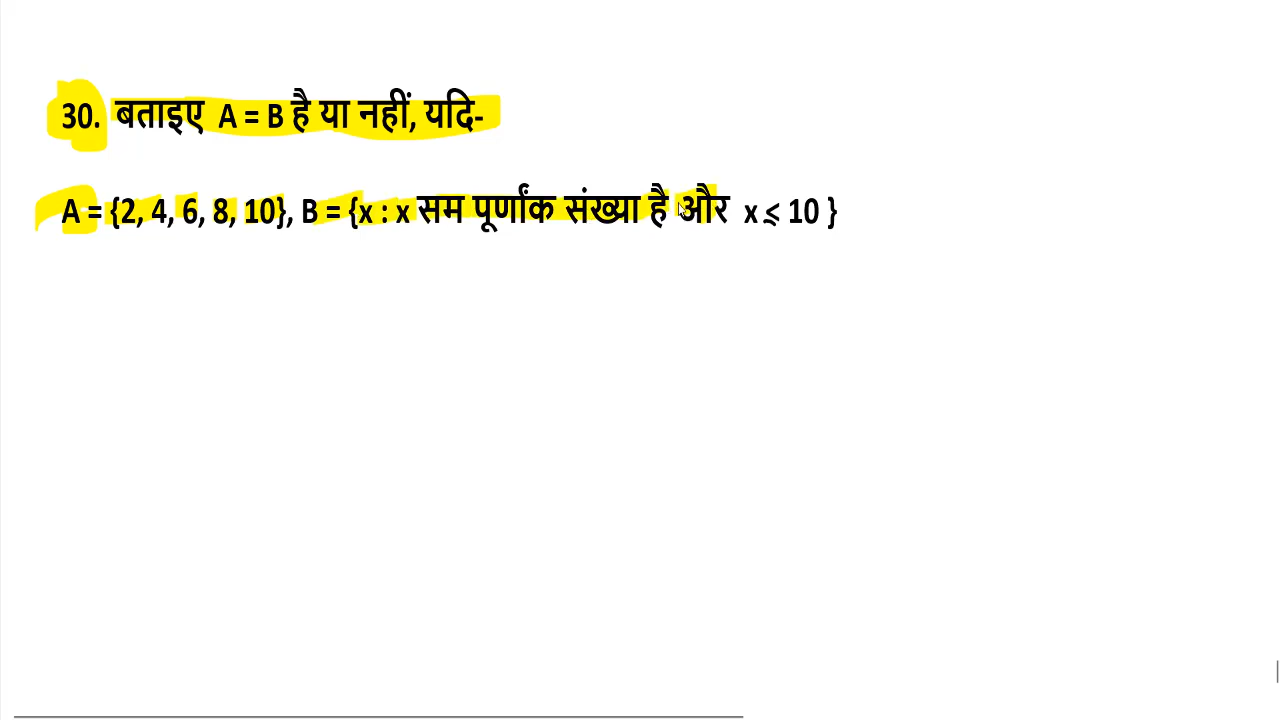 30. बताइए A = B है या नहीं, यदि-
A = {2, 4, 6, 8, 10}, B = {x : x सम पूर्णांक संख्या है और x ⩽ 10 }